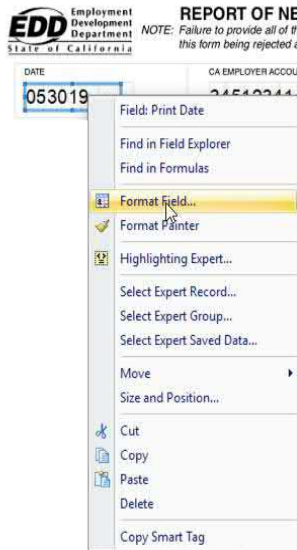 EDD Employment
Development
Department
State of California
REPORT OF NE
NOTE: Failure to provide all of th
this form being rejected a
DATE
CA EMPLOYER ACCOU
053019
Field: Print Date
Find in Field Explorer
Find in Formulas
Format Field...
Format Painter
Highlighting Expert...
Select Expert Record...
Select Expert Group...
Select Expert Saved Data...
Move
Size and Position...
Cut
Copy
Paste
Delete
Copy Smart Tag